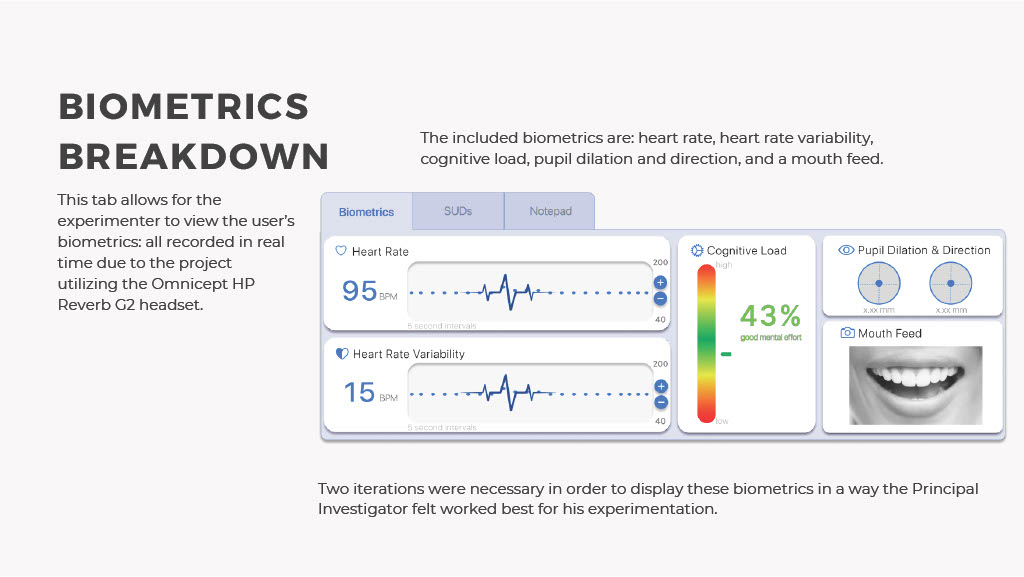 BIOMETRICS
BREAKDOWN
This tab allows for the
experimenter to view the user's
biometrics: all recorded in real
time due to the project
utilizing the Omnicept HP
Reverb G2 headset.
The included biometrics are: heart rate, heart rate variability,
cognitive load, pupil dilation and direction, and a mouth feed.
Biometrics
SUDs
Notepad
Heart Rate
95 BPM
200
+
−
40
5 second intervals
Heart Rate Variability
15 BPM
200
+
−
40
5 second intervals
Cognitive Load
high
43%
good mental effort
low
Pupil Dilation & Direction
x.xx mm x.xx mm
Mouth Feed
Two iterations were necessary in order to display these biometrics in a way the Principal
Investigator felt worked best for his experimentation.